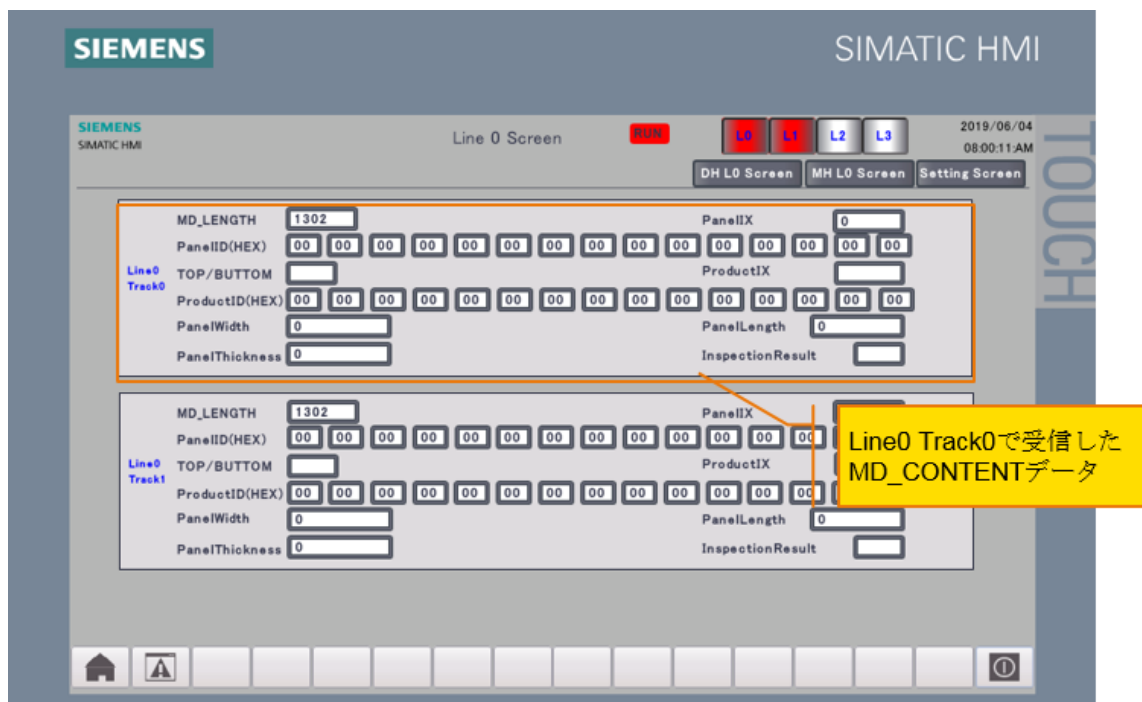 SIEMENS
SIMATIC HMI
TOUCH
SIEMENS
SIMATIC HMI
Line 0 Screen
RUN
L0 L1 L2 L3
2019/06/04
08:00:11:AM
DH L0 Screen MH L0 Screen Setting Screen
Line0
Track0
MD_LENGTH 1302 PanelIX 0
PanelID(HEX) 00 00 00 00 00 00 00 00 00 00 00 00 00 00 00
TOP/BUTTOM ProductIX
ProductID(HEX) 00 00 00 00 00 00 00 00 00 00 00 00 00 00 00
PanelWidth 0 PanelLength 0
PanelThickness 0 InspectionResult
Line0
Track1
MD_LENGTH 1302 PanelIX
PanelID(HEX) 00 00 00 00 00 00 00 00 00 00 00 00 00
TOP/BUTTOM ProductIX
ProductID(HEX) 00 00 00 00 00 00 00 00 00 00 00 00 00
PanelWidth 0 PanelLength 0
PanelThickness 0 InspectionResult
Line0 Track0で受信した
MD_CONTENTデータ